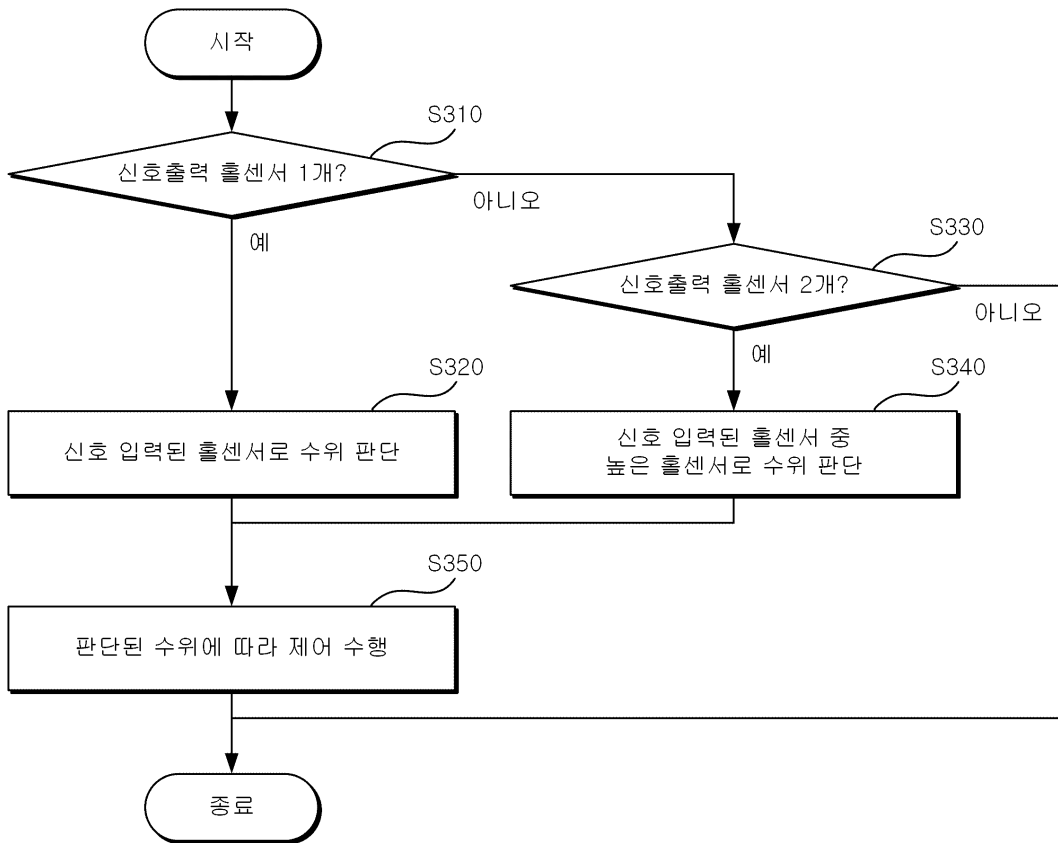 시작
S310
신호출력 홀센서 1개?
아니오
예
S330
신호출력 홀센서 2개?
아니오
예
S320
신호 입력된 홀센서로 수위 판단
S340
신호 입력된 홀센서 중
높은 홀센서로 수위 판단
S350
판단된 수위에 따라 제어 수행
종료